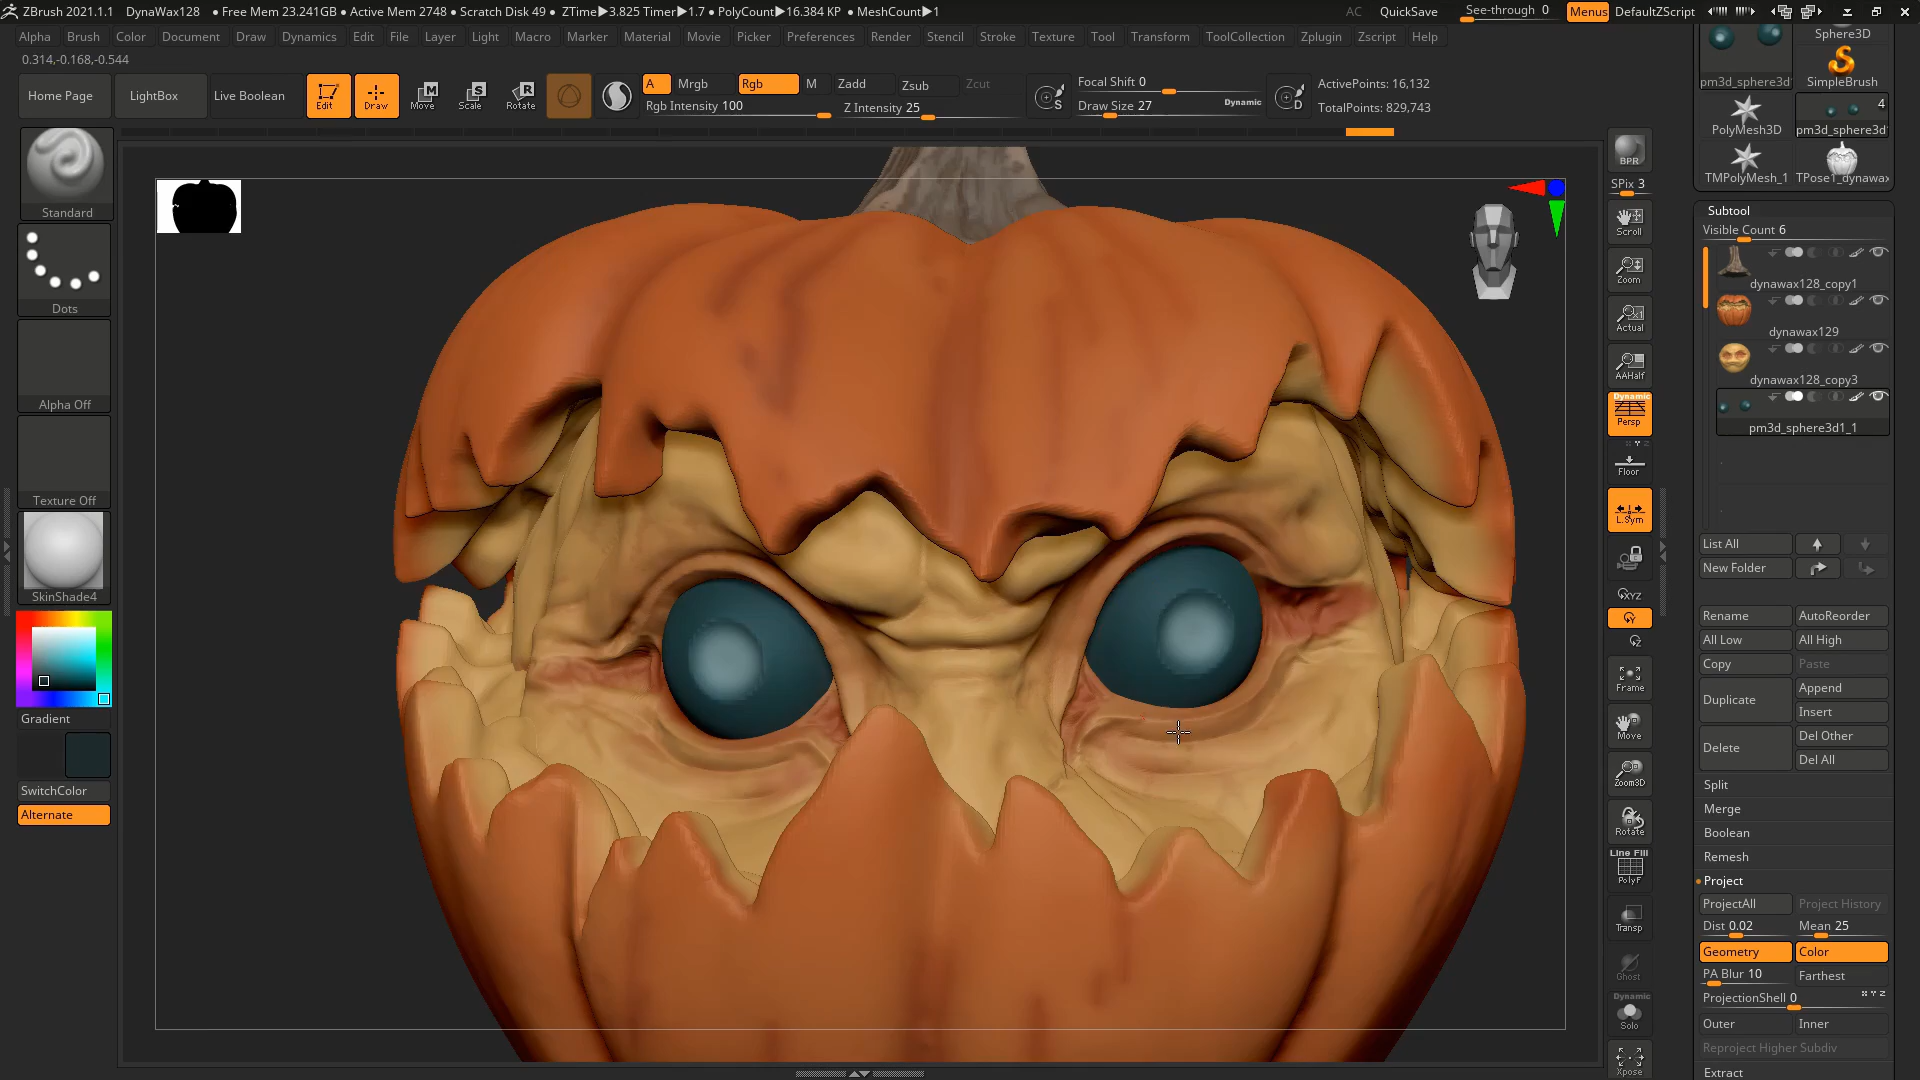 ZBrush 2021.1.1 DynaWax128 • Free Mem 23.241GB • Active Mem 2748 • Scratch Disk 49 • ZTime▶3.825 Timer▶1.7 • PolyCount▶16.384 KP • MeshCount▶1 AC QuickSave See-through 0 Menus DefaultZScript
Alpha Brush Color Document Draw Dynamics Edit File Layer Light Macro Marker Material Movie Picker Preferences Render Stencil Stroke Texture Tool ToolCollection Transform Zplugin Zscript Help
0.314,-0.168,-0.544
Home Page LightBox Live Boolean Edit Draw Move Scale Rotate
A Mrgb Rgb M Zadd Zsub Zcut
Rgb Intensity 100 Z Intensity 25
S Focal Shift 0
Draw Size 27 Dynamic D
ActivePoints: 16,132
TotalPoints: 829,743
Standard
Dots
Alpha Off
Texture Off
SkinShade4
Gradient
SwitchColor
Alternate
BPR
SPix 3
Scroll
Zoom
Actual
AAHalf
Dynamic
Persp
Floor
L.Sym
XYZ
Y
Z
Frame
Move
Zoom3D
Rotate
Line Fill
PolyF
Transp
Ghost
Dynamic
Solo
Xpose
Sphere3D
pm3d_sphere3d
SimpleBrush
PolyMesh3D
4
pm3d_sphere3d
TMPolyMesh_1
TPose1_dynawax
Subtool
Visible Count 6
dynawax128_copy1
dynawax129
dynawax128_copy3
pm3d_sphere3d1_1
List All
New Folder
Rename AutoReorder
All Low All High
Copy Paste
Duplicate Append
Insert
Delete Del Other
Del All
Split
Merge
Boolean
Remesh
Project
ProjectAll Project History
Dist 0.02 Mean 25
Geometry Color
PA Blur 10 Farthest
ProjectionShell 0 X Y Z
Outer Inner
Reproject Higher Subdiv
Extract